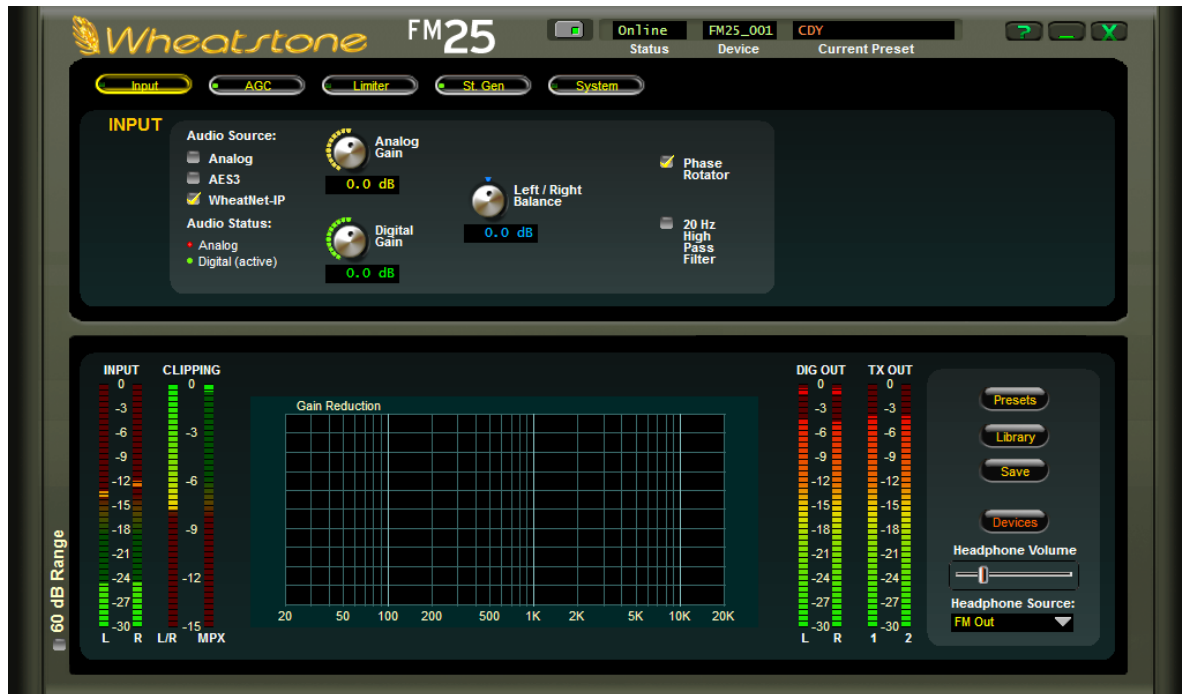 Wheatstone FM25
Online FM25_001 CDY
Status Device Current Preset
? _ X
Input AGC Limiter St. Gen System
INPUT
Audio Source:
Analog
AES3
WheatNet-IP
Audio Status:
Analog
Digital (active)
Analog
Gain
0.0 dB
Digital
Gain
0.0 dB
Left / Right
Balance
0.0 dB
Phase
Rotator
20 Hz
High
Pass
Filter
60 dB Range
INPUT
0
-3
-6
-9
-12
-15
-18
-21
-24
-27
-30
L R
CLIPPING
0
-3
-6
-9
-12
-15
L/R MPX
Gain Reduction
20 50 100 200 500 1K 2K 5K 10K 20K
DIG OUT
0
-3
-6
-9
-12
-15
-18
-21
-24
-27
-30
L R
TX OUT
0
-3
-6
-9
-12
-15
-18
-21
-24
-27
-30
1 2
Presets
Library
Save
Devices
Headphone Volume
Headphone Source:
FM Out